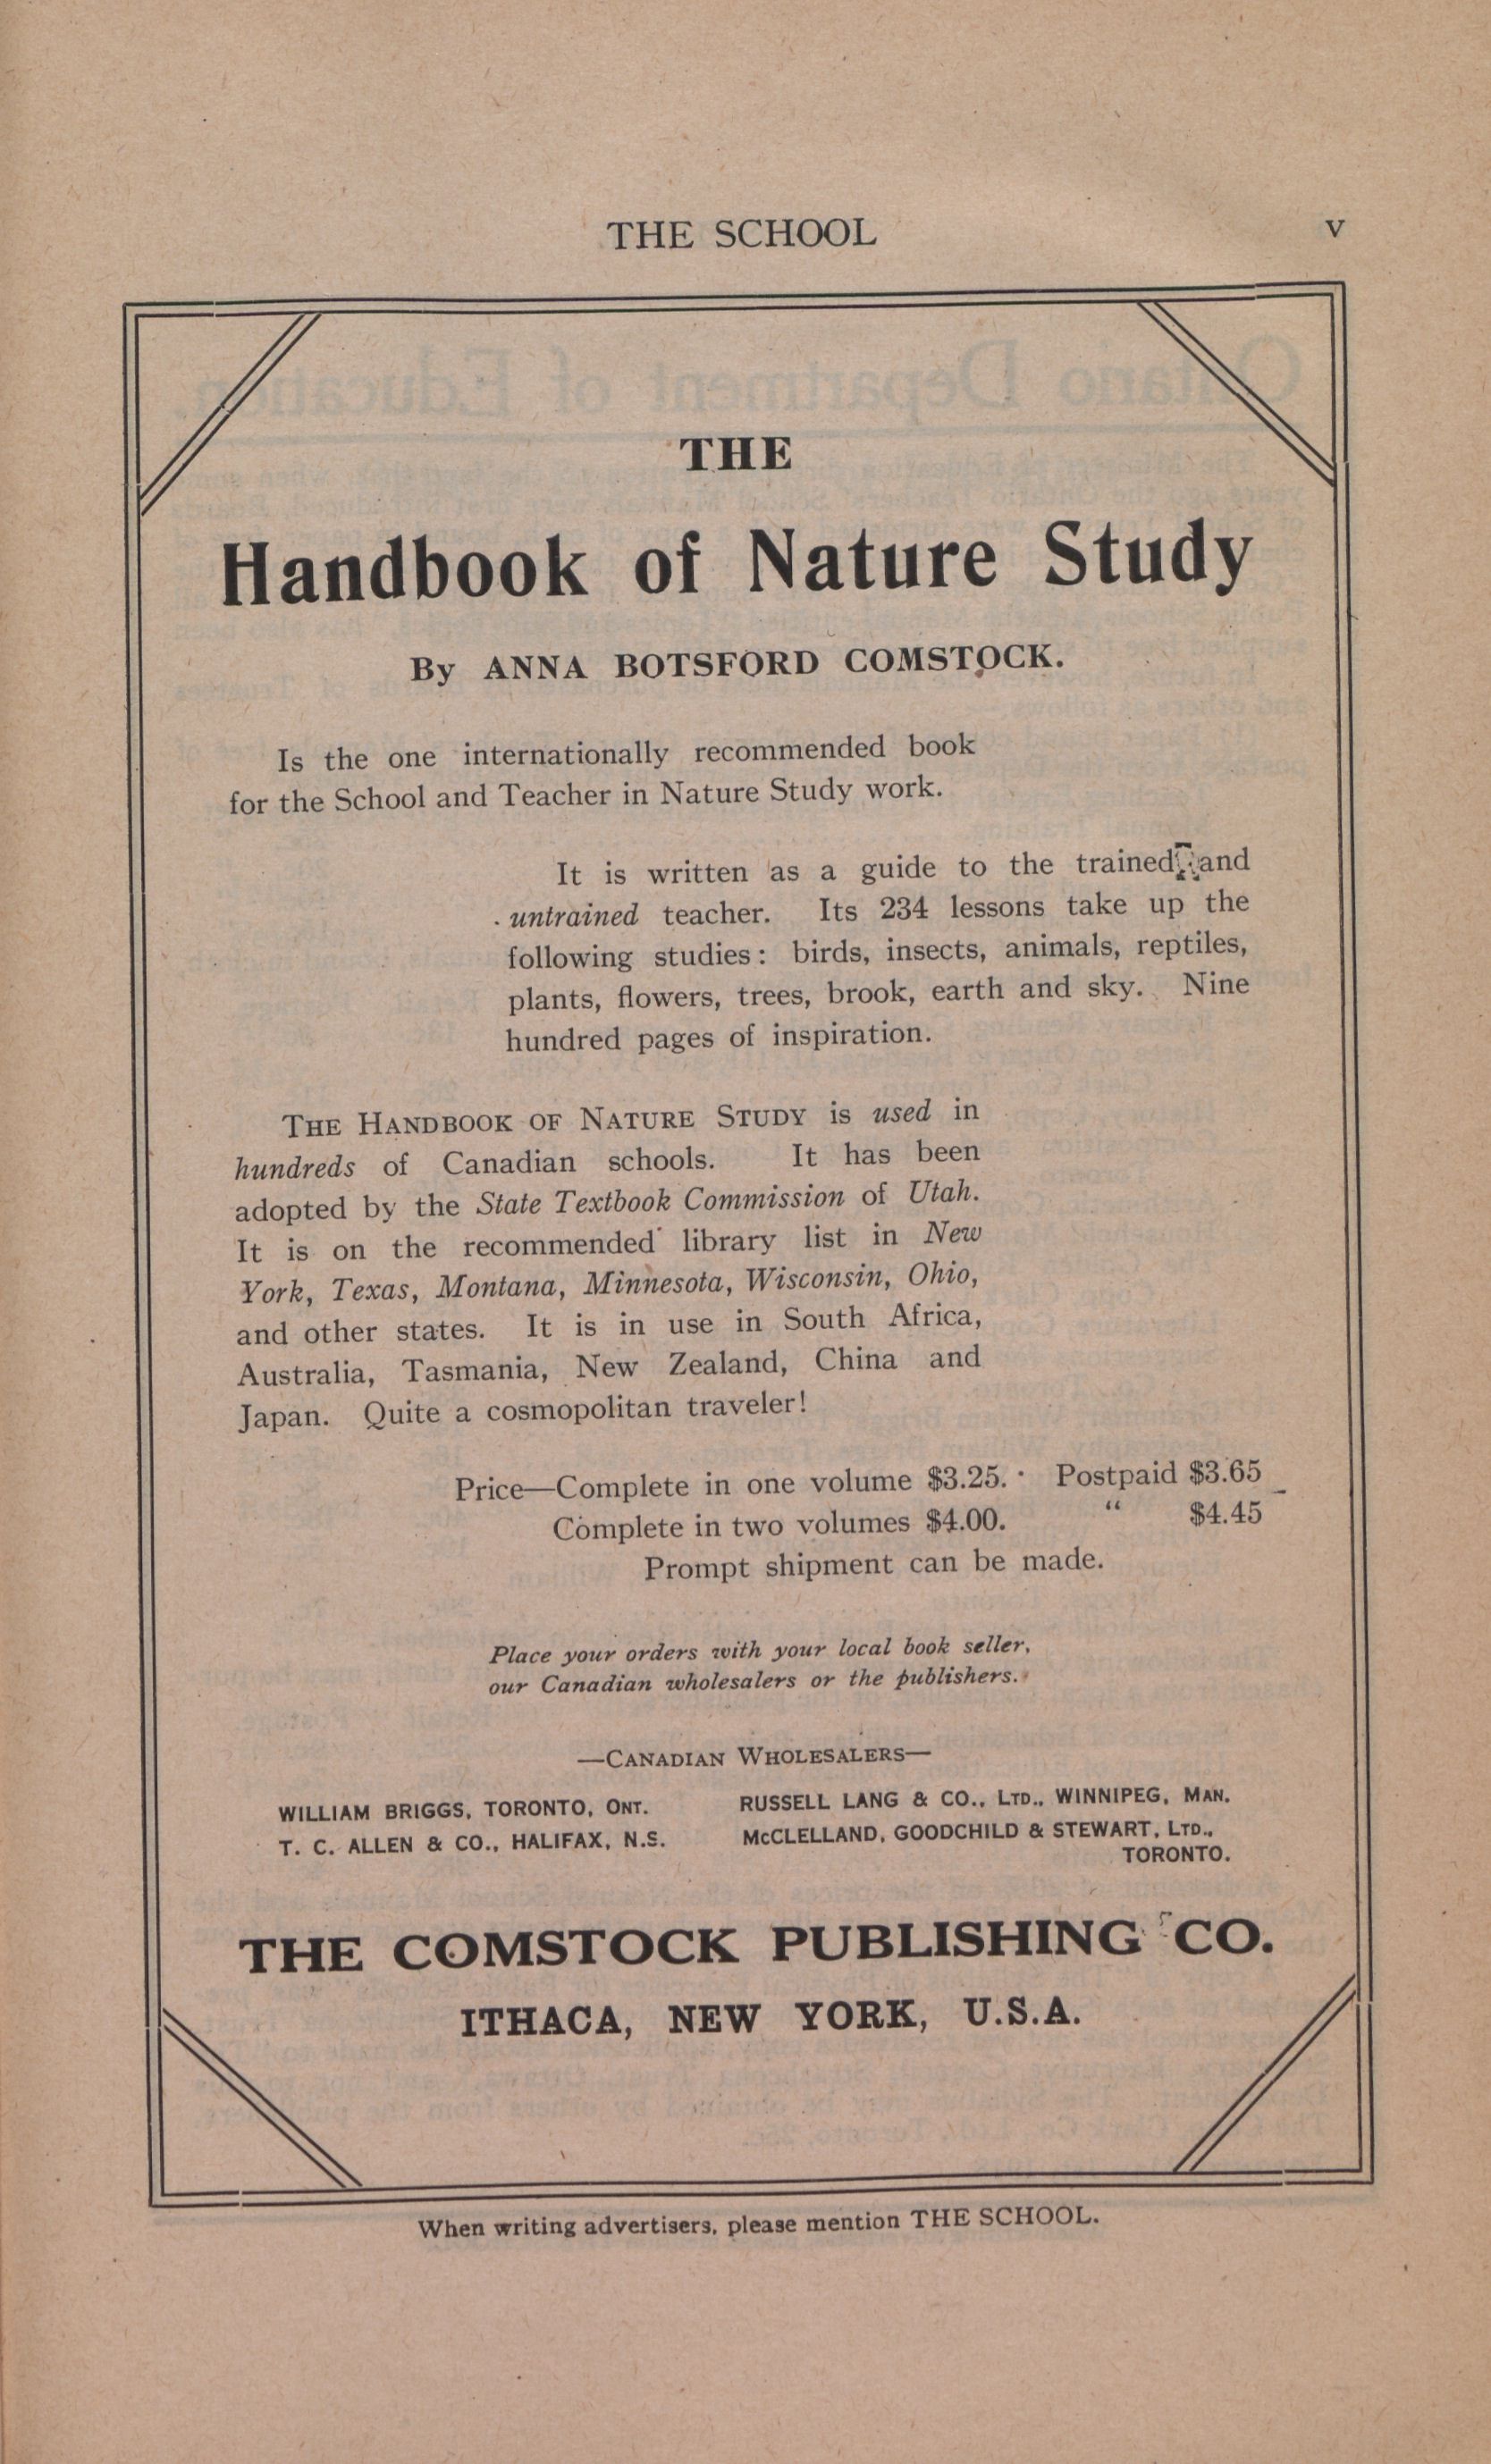 THE SCHOOL
v
THE
Handbook of Nature Study
By ANNA BOTSFORD COMSTOCK.
Is the one internationally recommended book
for the School and Teacher in Nature Study work.
It is written as a guide to the trained and
untrained teacher. Its 234 lessons take up the
following studies: birds, insects, animals, reptiles,
plants, flowers, trees, brook, earth and sky. Nine
hundred pages of inspiration.
THE HANDBOOK OF NATURE STUDY is used in
hundreds of Canadian schools. It has been
adopted by the State Textbook Commission of Utah.
It is on the recommended library list in New
York, Texas, Montana, Minnesota, Wisconsin, Ohio,
and other states. It is in use in South Africa,
Australia, Tasmania, New Zealand, China and
Japan. Quite a cosmopolitan traveler!
Price—Complete in one volume $3.25. Postpaid $3.65
Complete in two volumes $4.00. “ $4.45
Prompt shipment can be made.
Place your orders with your local book seller,
our Canadian wholesalers or the publishers.
—CANADIAN WHOLESALERS—
WILLIAM BRIGGS, TORONTO, ONT.
T. C. ALLEN & CO., HALIFAX, N.S.
RUSSELL LANG & CO., LTD., WINNIPEG, MAN.
McCLELLAND, GOODCHILD & STEWART, LTD.,
TORONTO.
THE COMSTOCK PUBLISHING CO.
ITHACA, NEW YORK, U.S.A.
When writing advertisers, please mention THE SCHOOL.